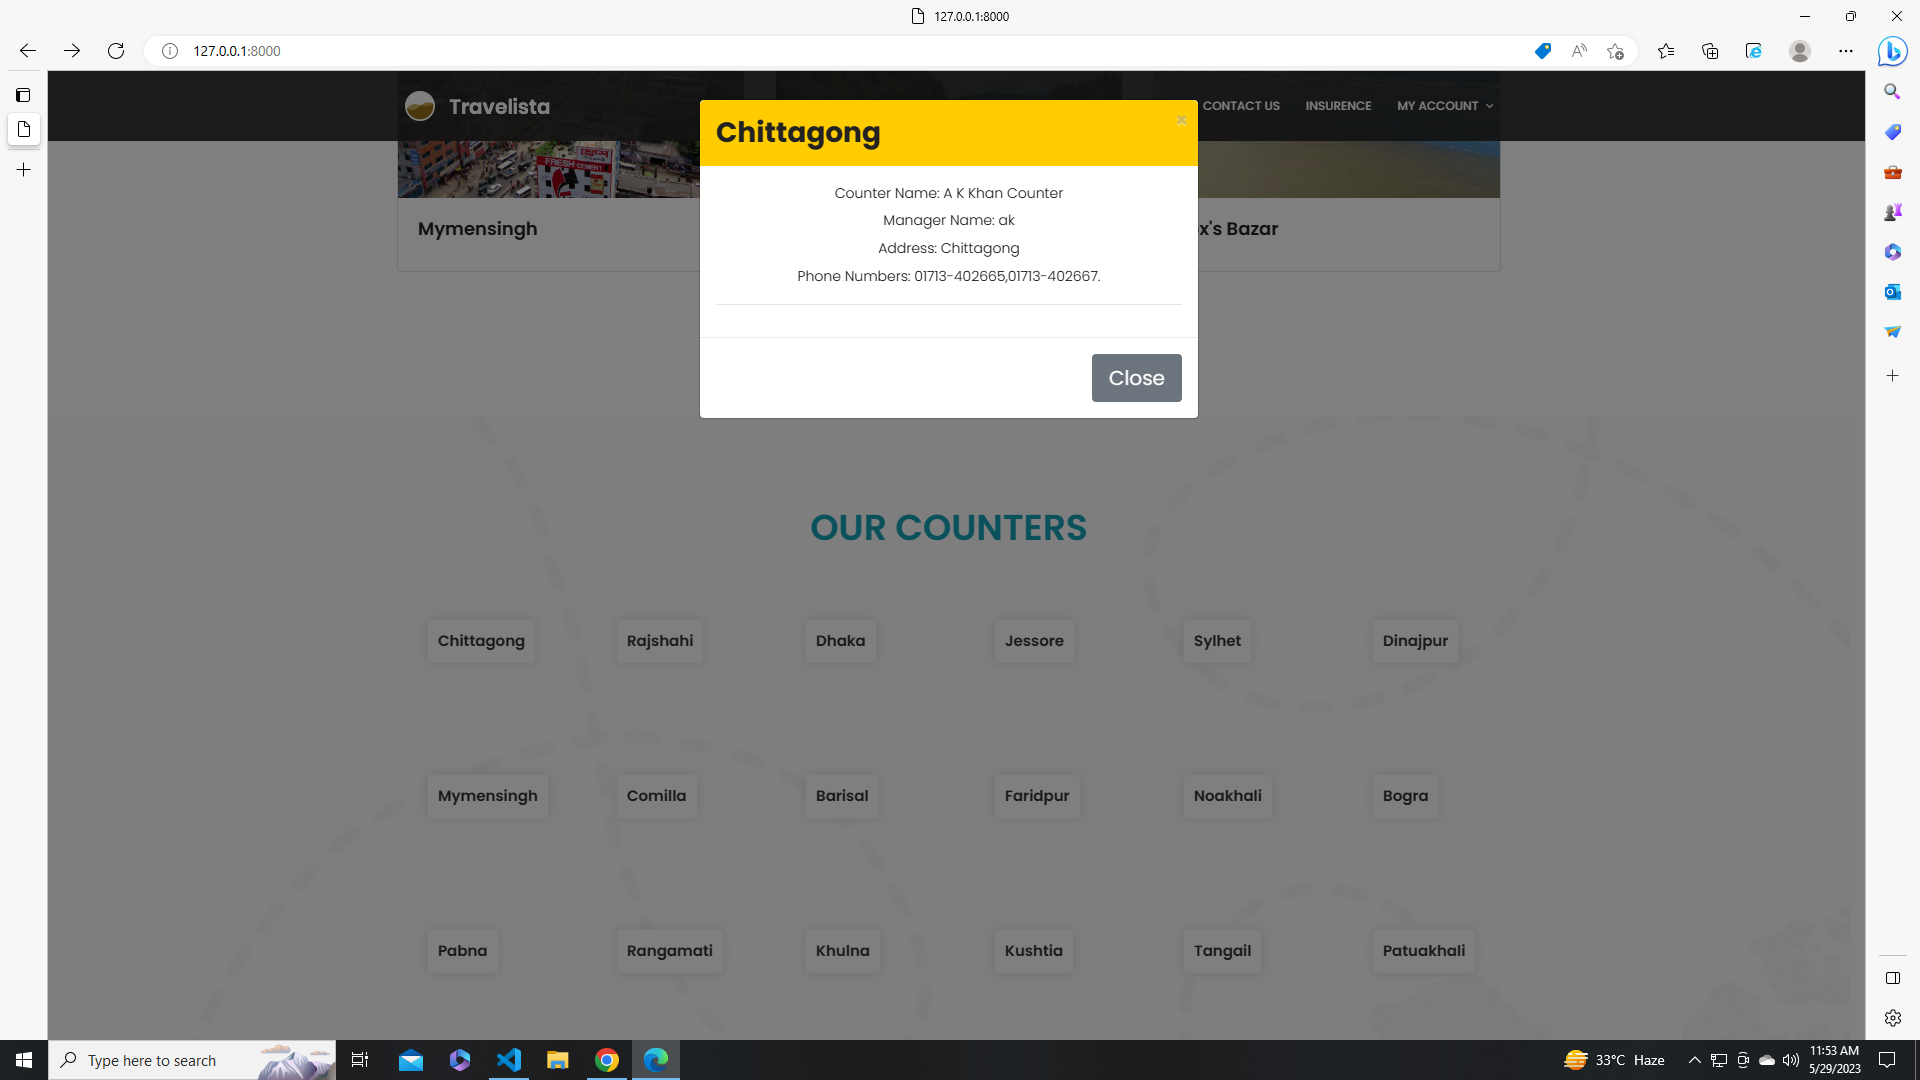 127.0.0.1:8000
127.0.0.1:8000
Travelista
CONTACT US
INSURENCE
MY ACCOUNT
Chittagong
×
FRESH CEMENT
Counter Name: A K Khan Counter
Manager Name: ak
Address: Chittagong
Phone Numbers: 01713-402665,01713-402667.
Mymensingh
x's Bazar
Close
OUR COUNTERS
Chittagong
Rajshahi
Dhaka
Jessore
Sylhet
Dinajpur
Mymensingh
Comilla
Barisal
Faridpur
Noakhali
Bogra
Pabna
Rangamati
Khulna
Kushtia
Tangail
Patuakhali
Type here to search
33°C Haze
11:53 AM
5/29/2023